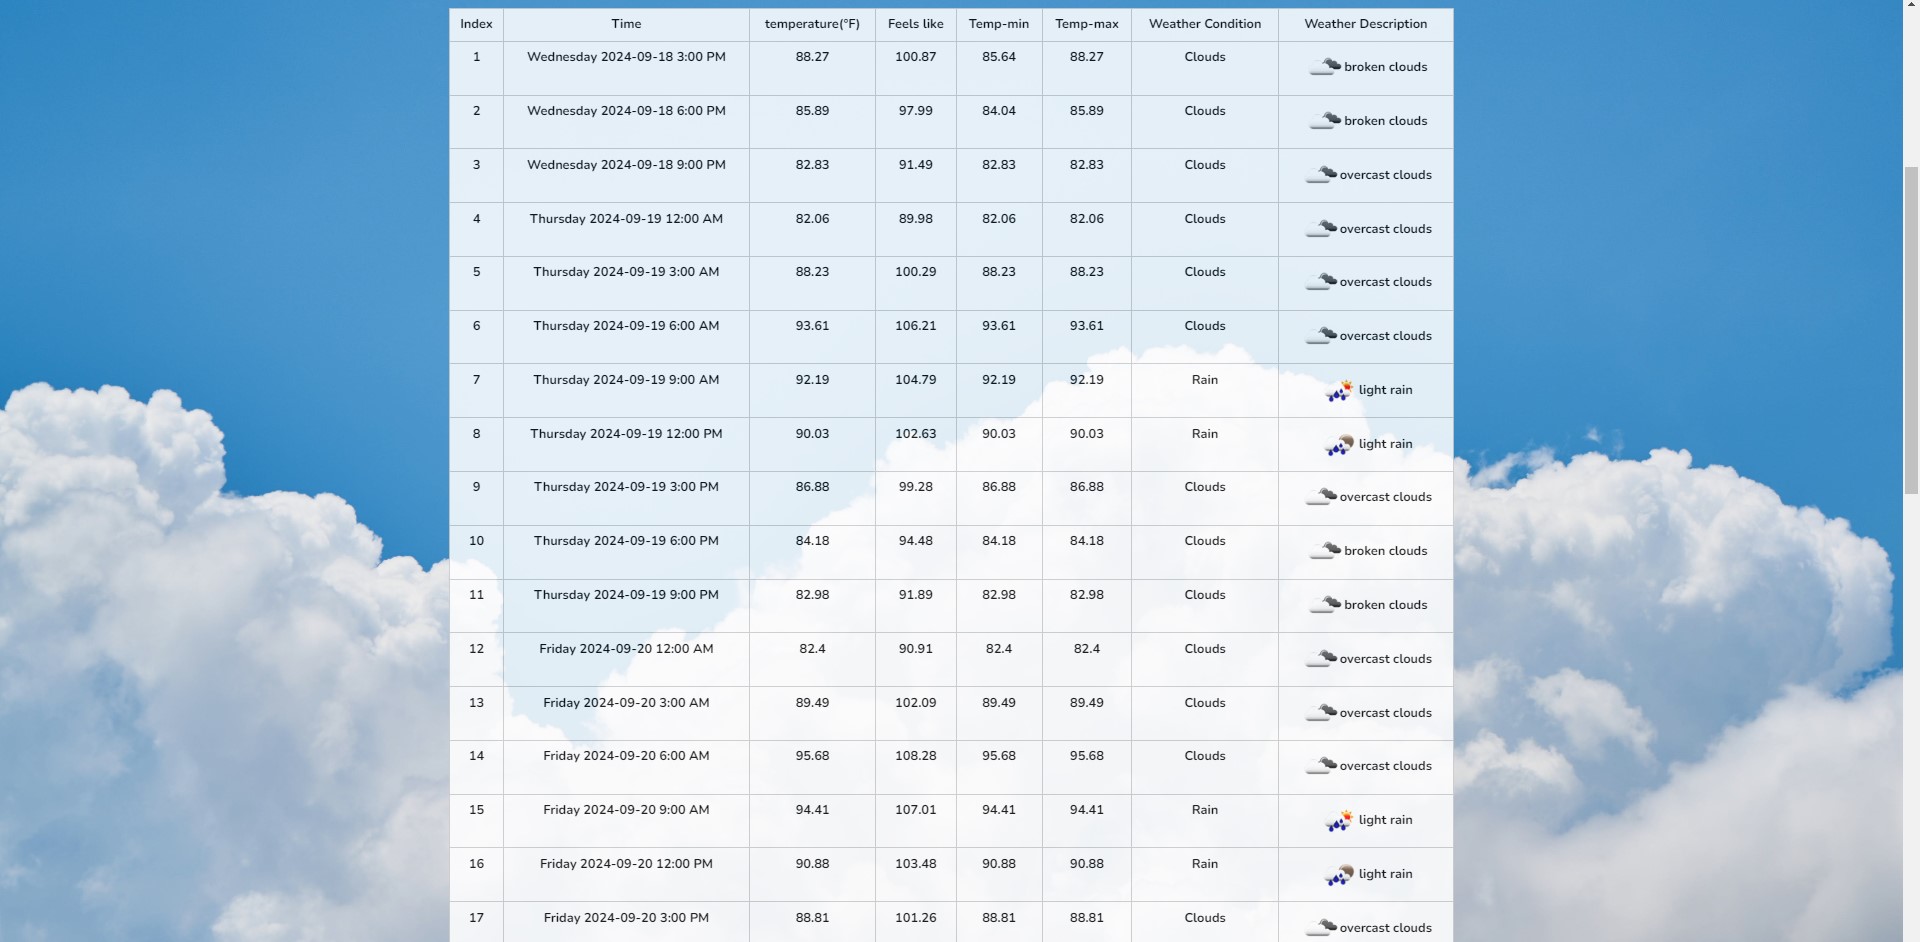 Index Time temperature(°F) Feels like Temp-min Temp-max Weather Condition Weather Description
1 Wednesday 2024-09-18 3:00 PM 88.27 100.87 85.64 88.27 Clouds broken clouds
2 Wednesday 2024-09-18 6:00 PM 85.89 97.99 84.04 85.89 Clouds broken clouds
3 Wednesday 2024-09-18 9:00 PM 82.83 91.49 82.83 82.83 Clouds overcast clouds
4 Thursday 2024-09-19 12:00 AM 82.06 89.98 82.06 82.06 Clouds overcast clouds
5 Thursday 2024-09-19 3:00 AM 88.23 100.29 88.23 88.23 Clouds overcast clouds
6 Thursday 2024-09-19 6:00 AM 93.61 106.21 93.61 93.61 Clouds overcast clouds
7 Thursday 2024-09-19 9:00 AM 92.19 104.79 92.19 92.19 Rain light rain
8 Thursday 2024-09-19 12:00 PM 90.03 102.63 90.03 90.03 Rain light rain
9 Thursday 2024-09-19 3:00 PM 86.88 99.28 86.88 86.88 Clouds overcast clouds
10 Thursday 2024-09-19 6:00 PM 84.18 94.48 84.18 84.18 Clouds broken clouds
11 Thursday 2024-09-19 9:00 PM 82.98 91.89 82.98 82.98 Clouds broken clouds
12 Friday 2024-09-20 12:00 AM 82.4 90.91 82.4 82.4 Clouds overcast clouds
13 Friday 2024-09-20 3:00 AM 89.49 102.09 89.49 89.49 Clouds overcast clouds
14 Friday 2024-09-20 6:00 AM 95.68 108.28 95.68 95.68 Clouds overcast clouds
15 Friday 2024-09-20 9:00 AM 94.41 107.01 94.41 94.41 Rain light rain
16 Friday 2024-09-20 12:00 PM 90.88 103.48 90.88 90.88 Rain light rain
17 Friday 2024-09-20 3:00 PM 88.81 101.26 88.81 88.81 Clouds overcast clouds